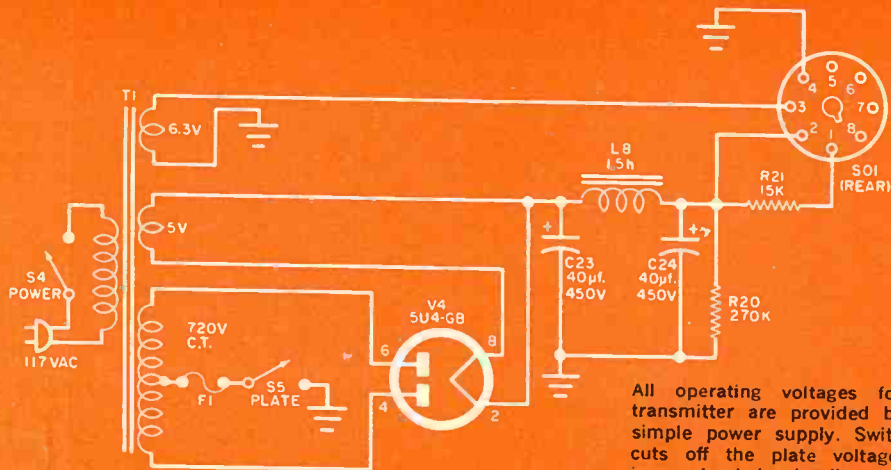 T1
6.3V
5V
720V
C.T.
S4
POWER
117VAC
F1
S5
PLATE
V4
5U4-GB
6
4
8
2
L8
1.5h
C23
40µf.
450V
C24
40µf.
450V
R20
270K
R21
15K
4
5
6
3
7
2
1
8
SO1
(REAR)
All operating voltages fo
transmitter are provided b
simple power supply. Swit
cuts off the plate voltage